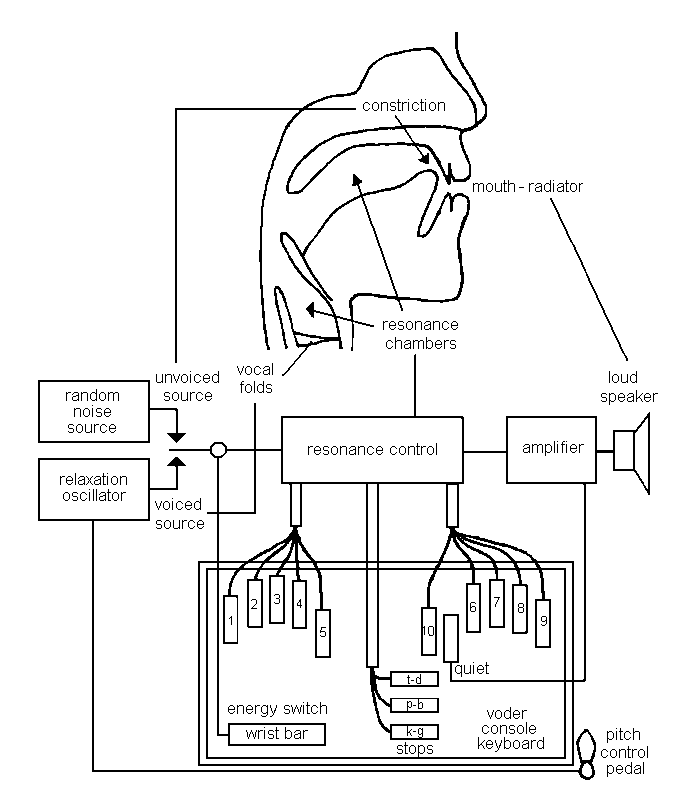 constriction
mouth-radiator
resonance
chambers
vocal
folds
unvoiced
source
loud
speaker
random
noise
source
resonance control
amplifier
relaxation
oscillator
voiced
source
1
2
3
4
5
10
6
7
8
9
quiet
t-d
p-b
k-g
stops
energy switch
wrist bar
voder
console
keyboard
pitch
control
pedal